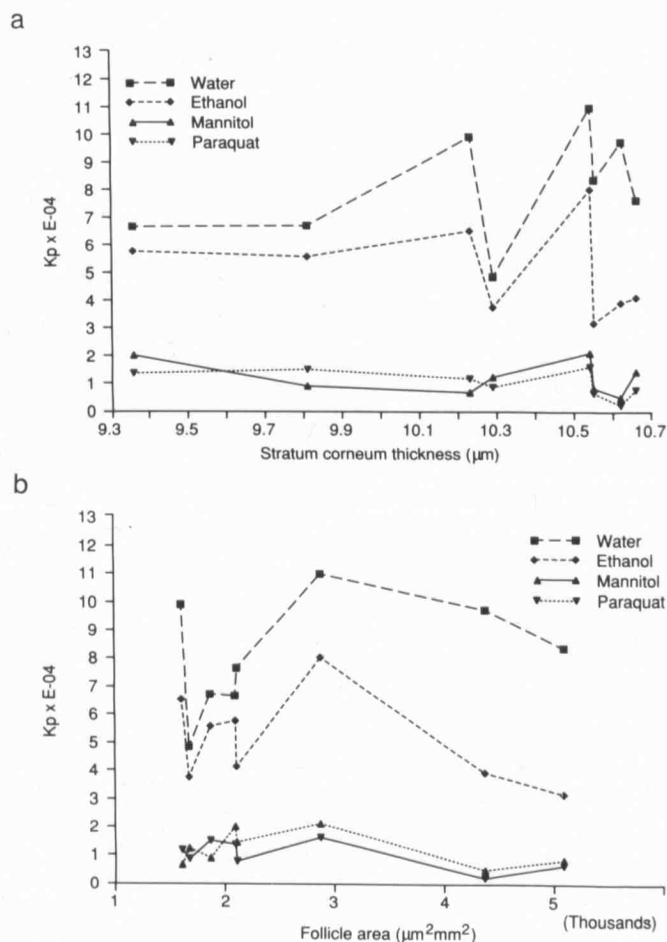 a
13
12
11
10
9
8
7
6
5
4
3
2
1
0
Kp x E-04
Water
Ethanol
Mannitol
Paraquat
9.3 9.5 9.7 9.9 10.1 10.3 10.5 10.7
Stratum corneum thickness (μm)
b
13
12
11
10
9
8
7
6
5
4
3
2
1
0
Kp x E-04
Water
Ethanol
Mannitol
Paraquat
1 2 3 4 5
(Thousands)
Follicle area (μm²mm²)